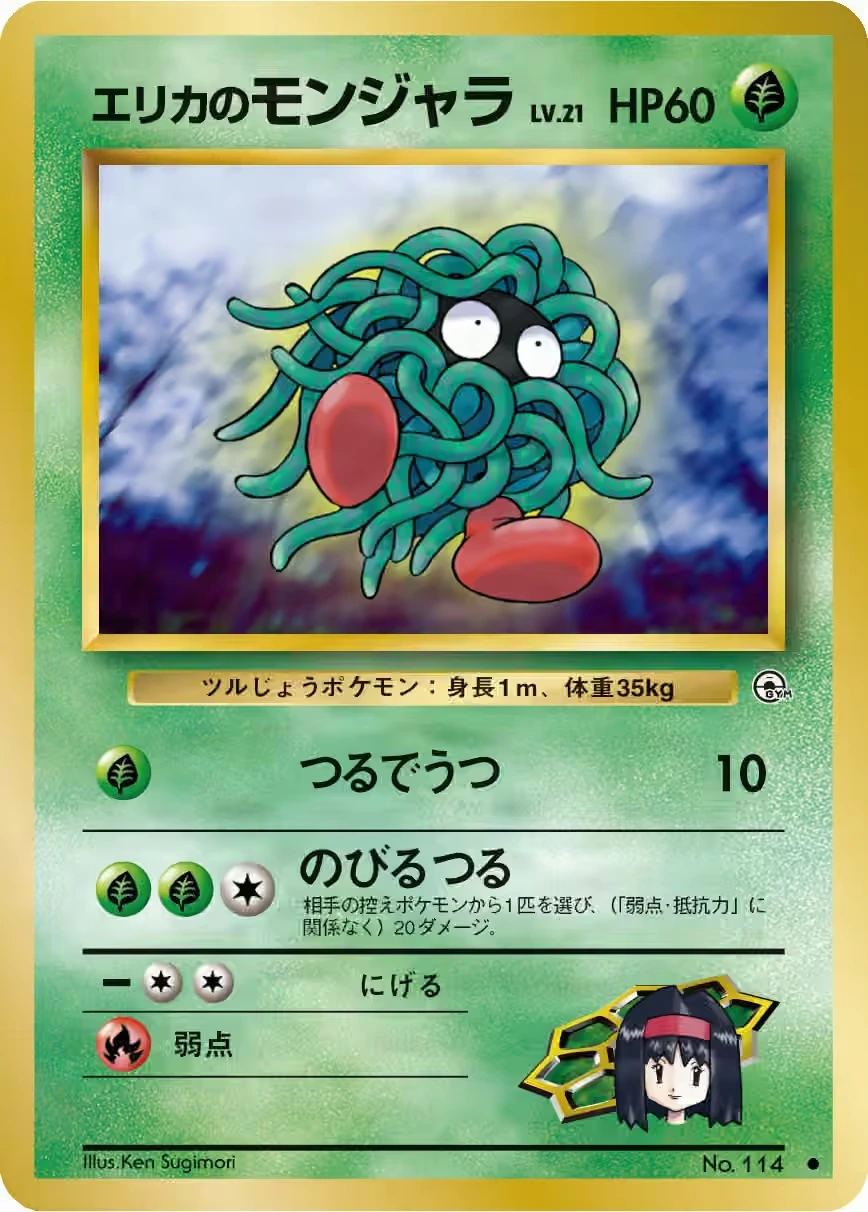 エリカのモンジャラ LV.21 HP60
ツルじょうポケモン：身長1m、体重35kg
GYM
つるでうつ 10
のびるつる
相手の控えポケモンから1匹を選び、(「弱点・抵抗力」に
関係なく) 20ダメージ。
ー にげる
弱点
Illus.Ken Sugimori No. 114 ●